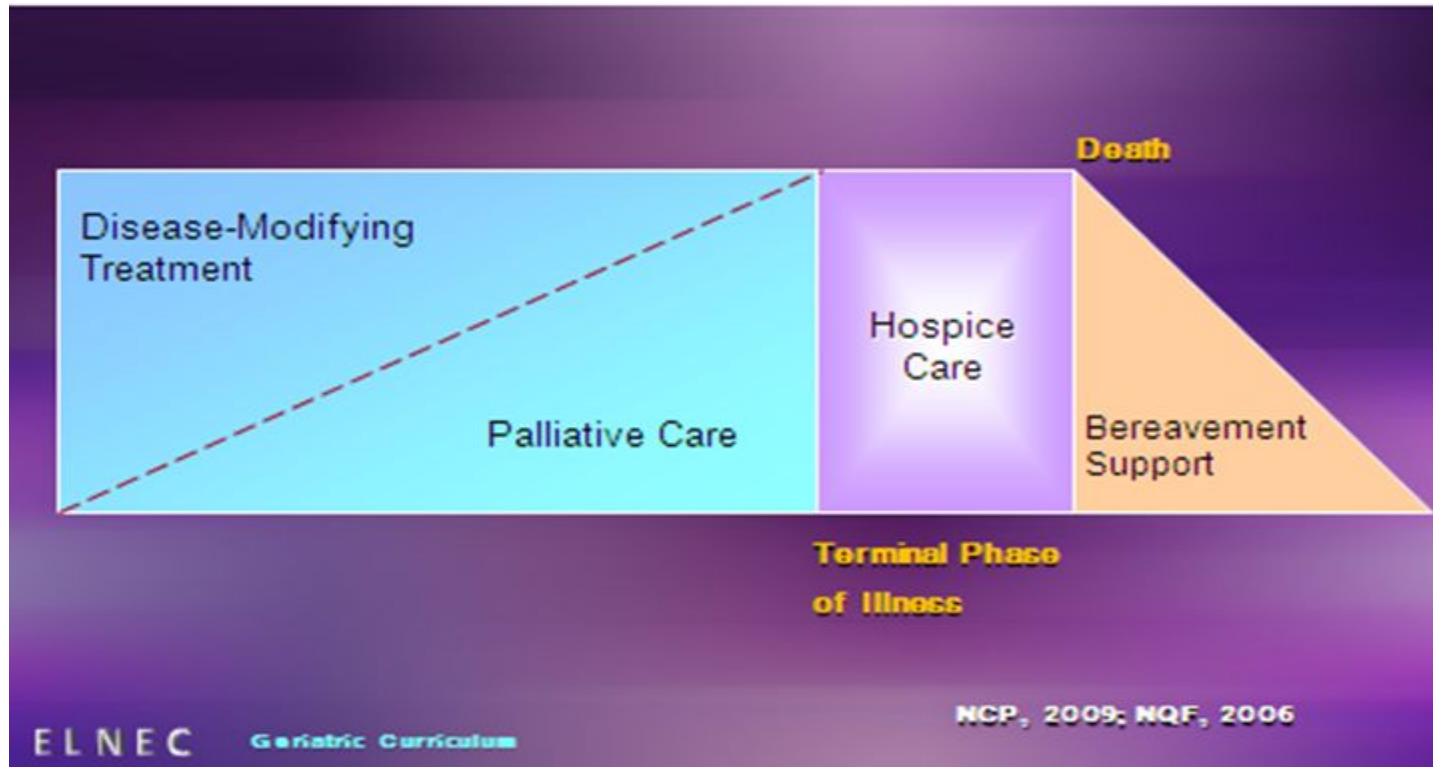 Death
Disease-Modifying
Treatment
Hospice
Care
Palliative Care
Bereavement
Support
Terminal Phase
of Illness
NCP, 2009; NQF, 2006
ELNEC Geriatric Curriculum